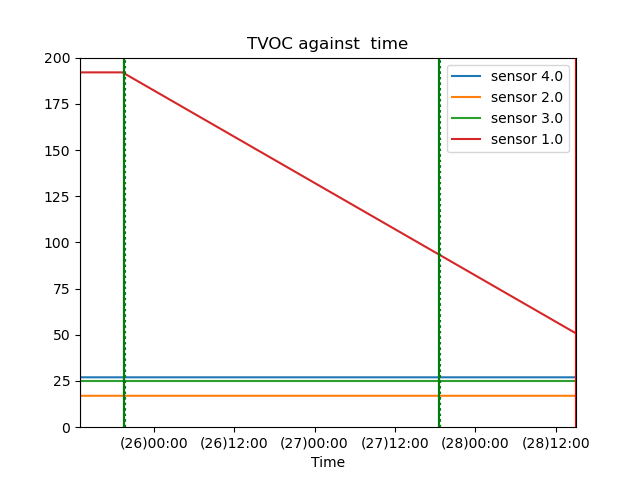 TVOC against  time
200
175
150
125
100
75
50
25
0
sensor 4.0
sensor 2.0
sensor 3.0
sensor 1.0
(26)00:00 (26)12:00 (27)00:00 (27)12:00 (28)00:00 (28)12:00
Time